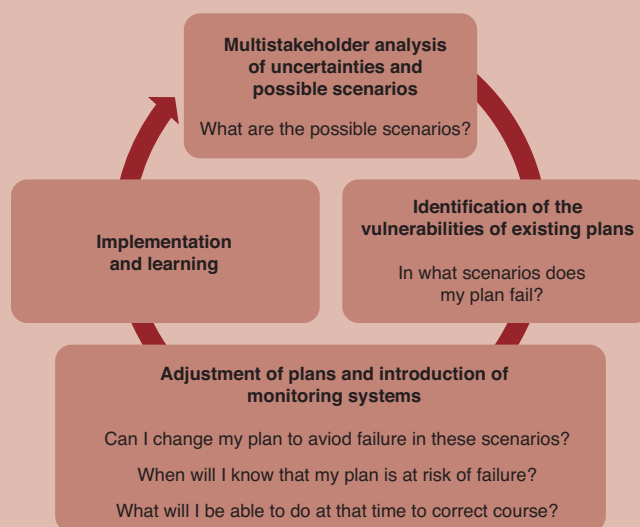 Multistakeholder analysis
of uncertainties and
possible scenarios
What are the possible scenarios?
Identification of the
vulnerabilities of existing plans
In what scenarios does
my plan fail?
Adjustment of plans and introduction of
monitoring systems
Can I change my plan to aviod failure in these scenarios?
When will I know that my plan is at risk of failure?
What will I be able to do at that time to correct course?
Implementation
and learning